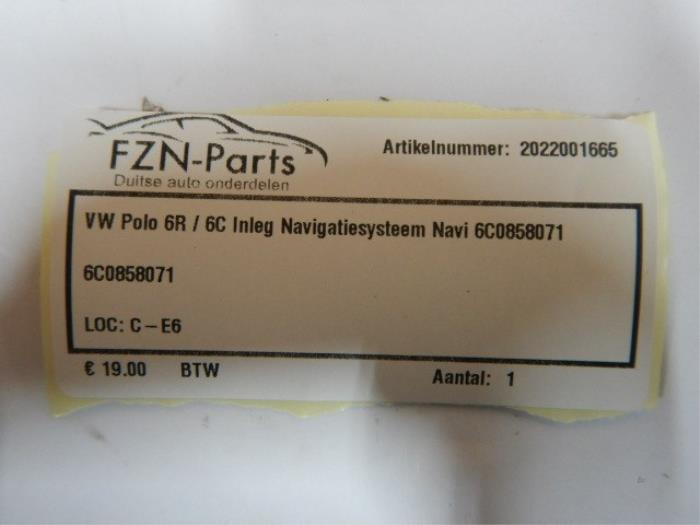 FZN-Parts
Duitse auto onderdelen
Artikelnummer: 2022001665
VW Polo 6R / 6C Inleg Navigatiesysteem Navi 6C0858071
6C0858071
LOC: C-E6
€ 19.00 BTW
Aantal: 1